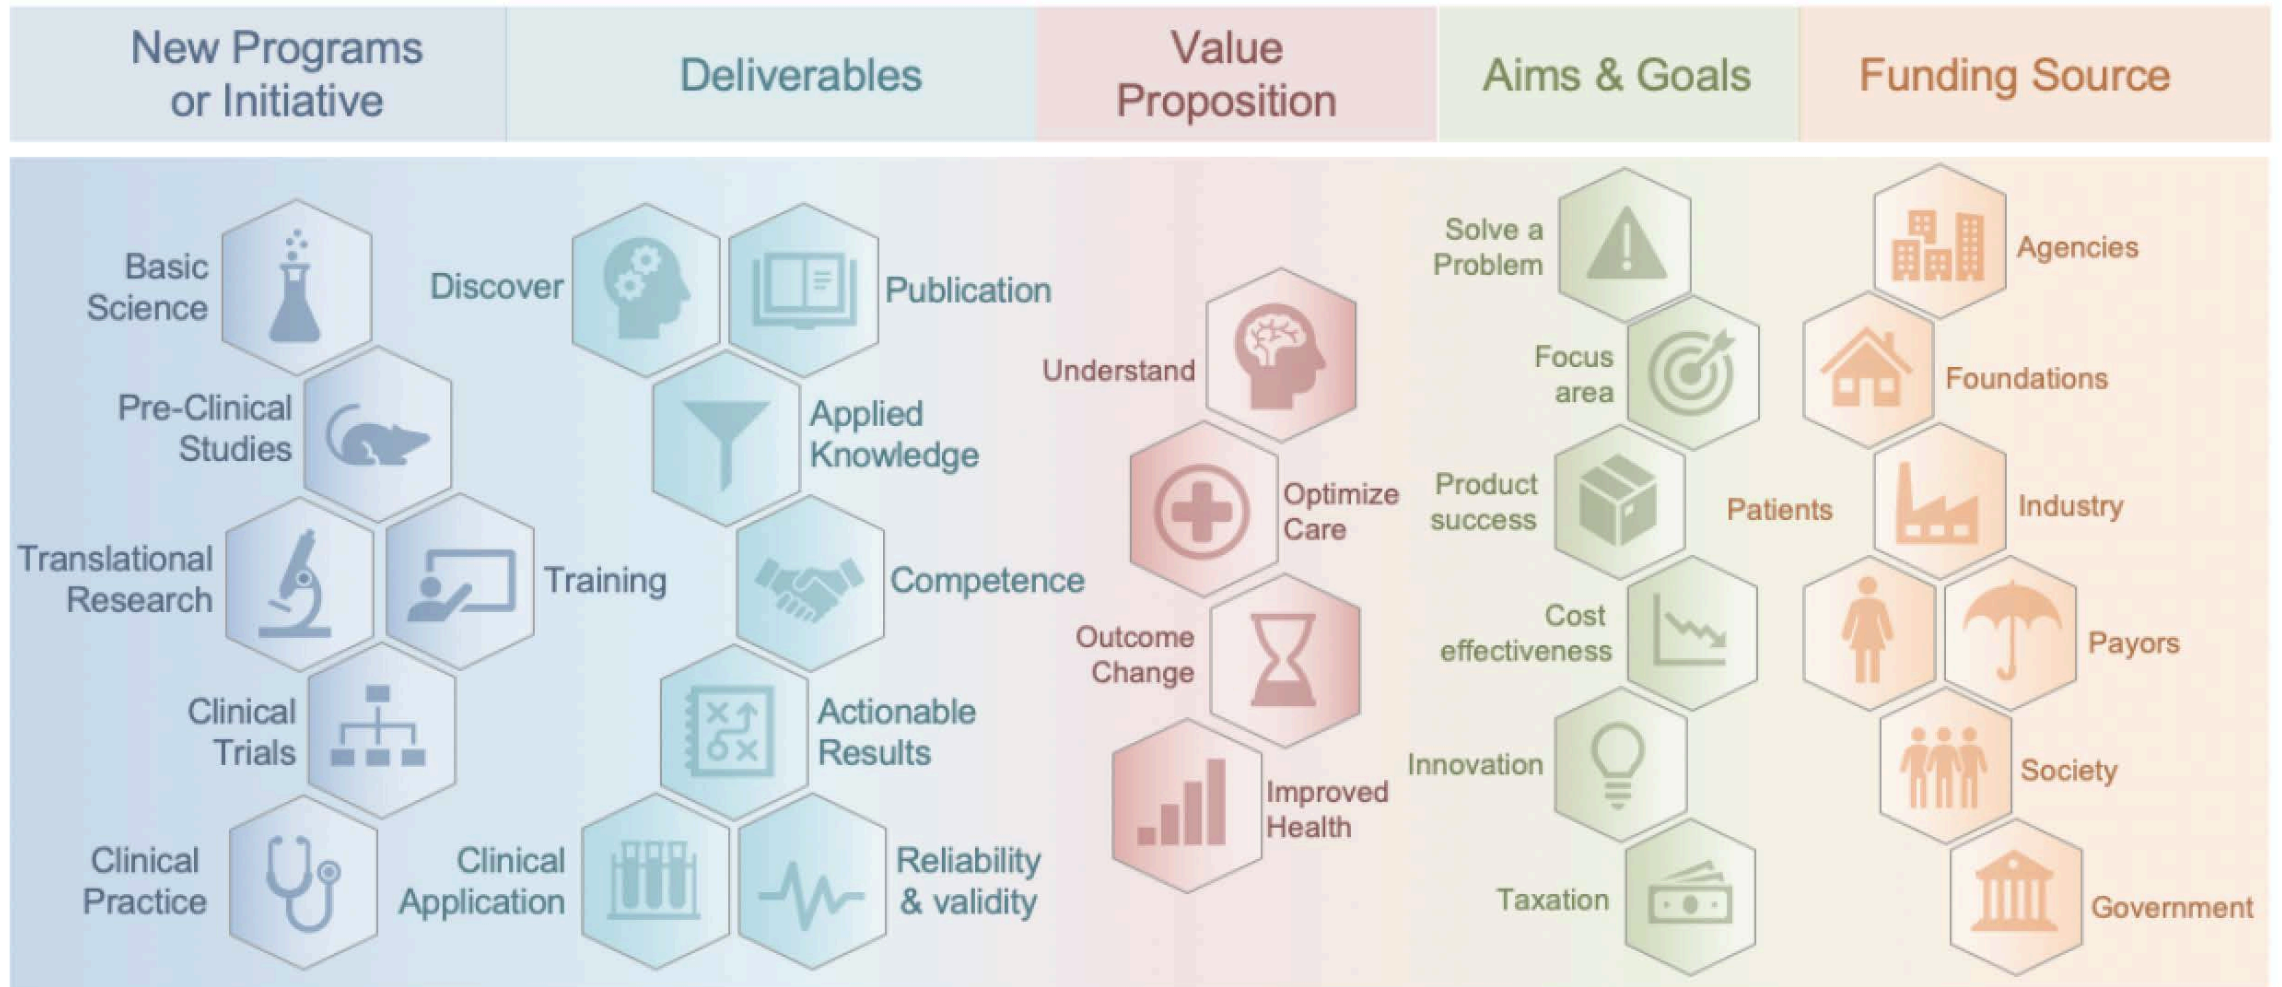 New Programs
or Initiative
Deliverables
Value
Proposition
Aims & Goals
Funding Source
Basic
Science
Pre-Clinical
Studies
Translational
Research
Training
Clinical
Trials
Clinical
Practice
Discover
Publication
Applied
Knowledge
Competence
Actionable
Results
Clinical
Application
Reliability
& validity
Understand
Optimize
Care
Outcome
Change
Improved
Health
Solve a
Problem
Focus
area
Product
success
Cost
effectiveness
Innovation
Taxation
Agencies
Foundations
Industry
Patients
Payors
Society
Government